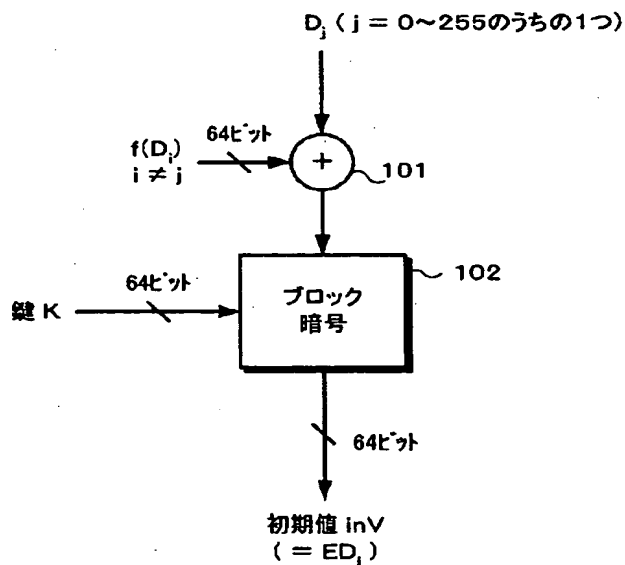 Dj ( j = 0～255のうちの1つ)
64ビット
f(Di)
i ≠ j
+
101
102
64ビット
鍵 K
ブロック
暗号
64ビット
初期値 inV
( = EDj )